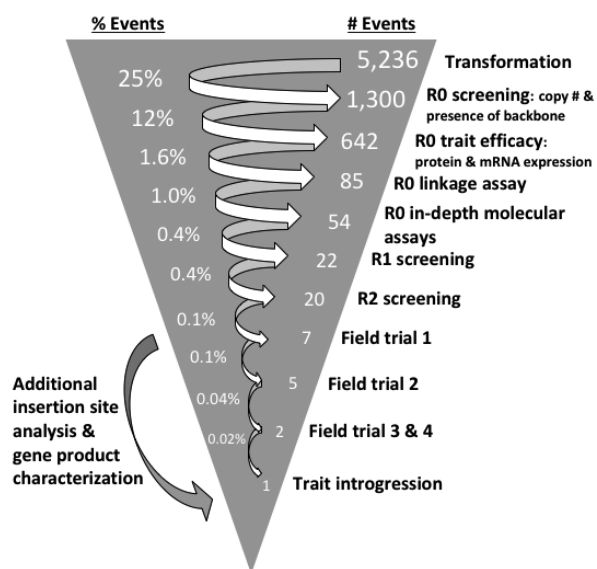 % Events # Events
5,236 Transformation
25%
1,300 R0 screening: copy # &
presence of backbone
12%
642 R0 trait efficacy:
protein & mRNA expression
1.6%
85 R0 linkage assay
1.0%
54 R0 in-depth molecular
assays
0.4%
22 R1 screening
0.4%
20 R2 screening
0.1%
7 Field trial 1
0.1%
5 Field trial 2
0.04%
2 Field trial 3 & 4
0.02%
1 Trait introgression
Additional
insertion site
analysis &
gene product
characterization